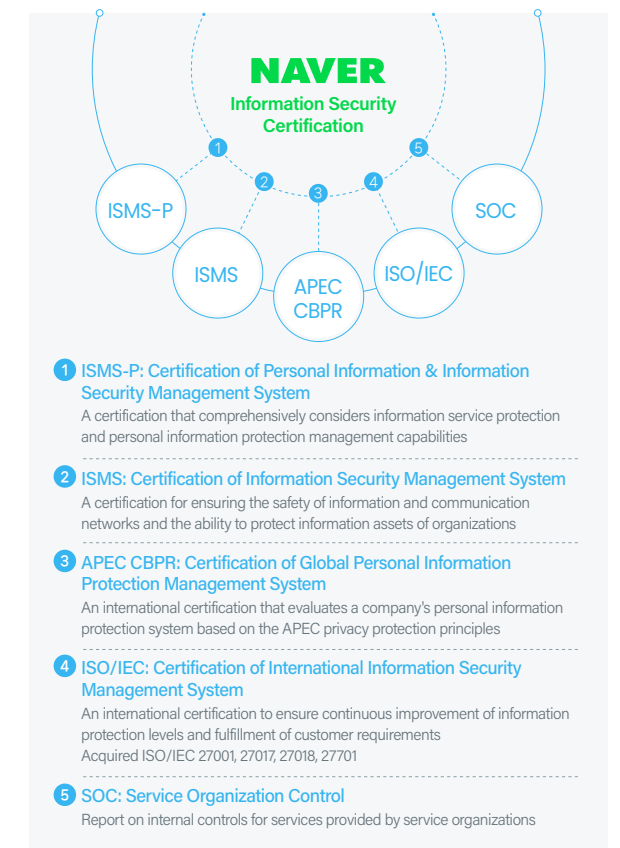 NAVER
Information Security
Certification
1
2
3
4
5
ISMS-P
ISMS
APEC
CBPR
ISO/IEC
SOC
1 ISMS-P: Certification of Personal Information & Information
Security Management System
A certification that comprehensively considers information service protection
and personal information protection management capabilities
2 ISMS: Certification of Information Security Management System
A certification for ensuring the safety of information and communication
networks and the ability to protect information assets of organizations
3 APEC CBPR: Certification of Global Personal Information
Protection Management System
An international certification that evaluates a company's personal information
protection system based on the APEC privacy protection principles
4 ISO/IEC: Certification of International Information Security
Management System
An international certification to ensure continuous improvement of information
protection levels and fulfillment of customer requirements
Acquired ISO/IEC 27001, 27017, 27018, 27701
5 SOC: Service Organization Control
Report on internal controls for services provided by service organizations